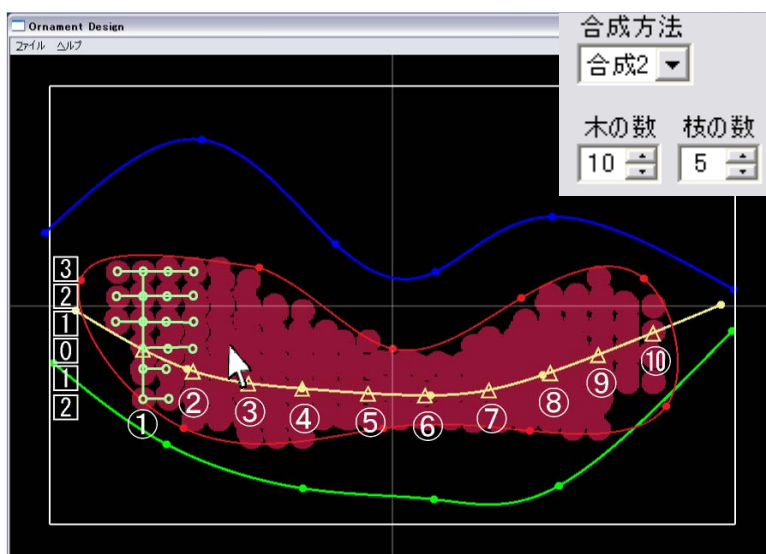 Ornament Design
ファイル ヘルプ
合成方法
合成2
木の数 枝の数
10 5
3
2
1
0
1
2
① ② ③ ④ ⑤ ⑥ ⑦ ⑧ ⑨ ⑩